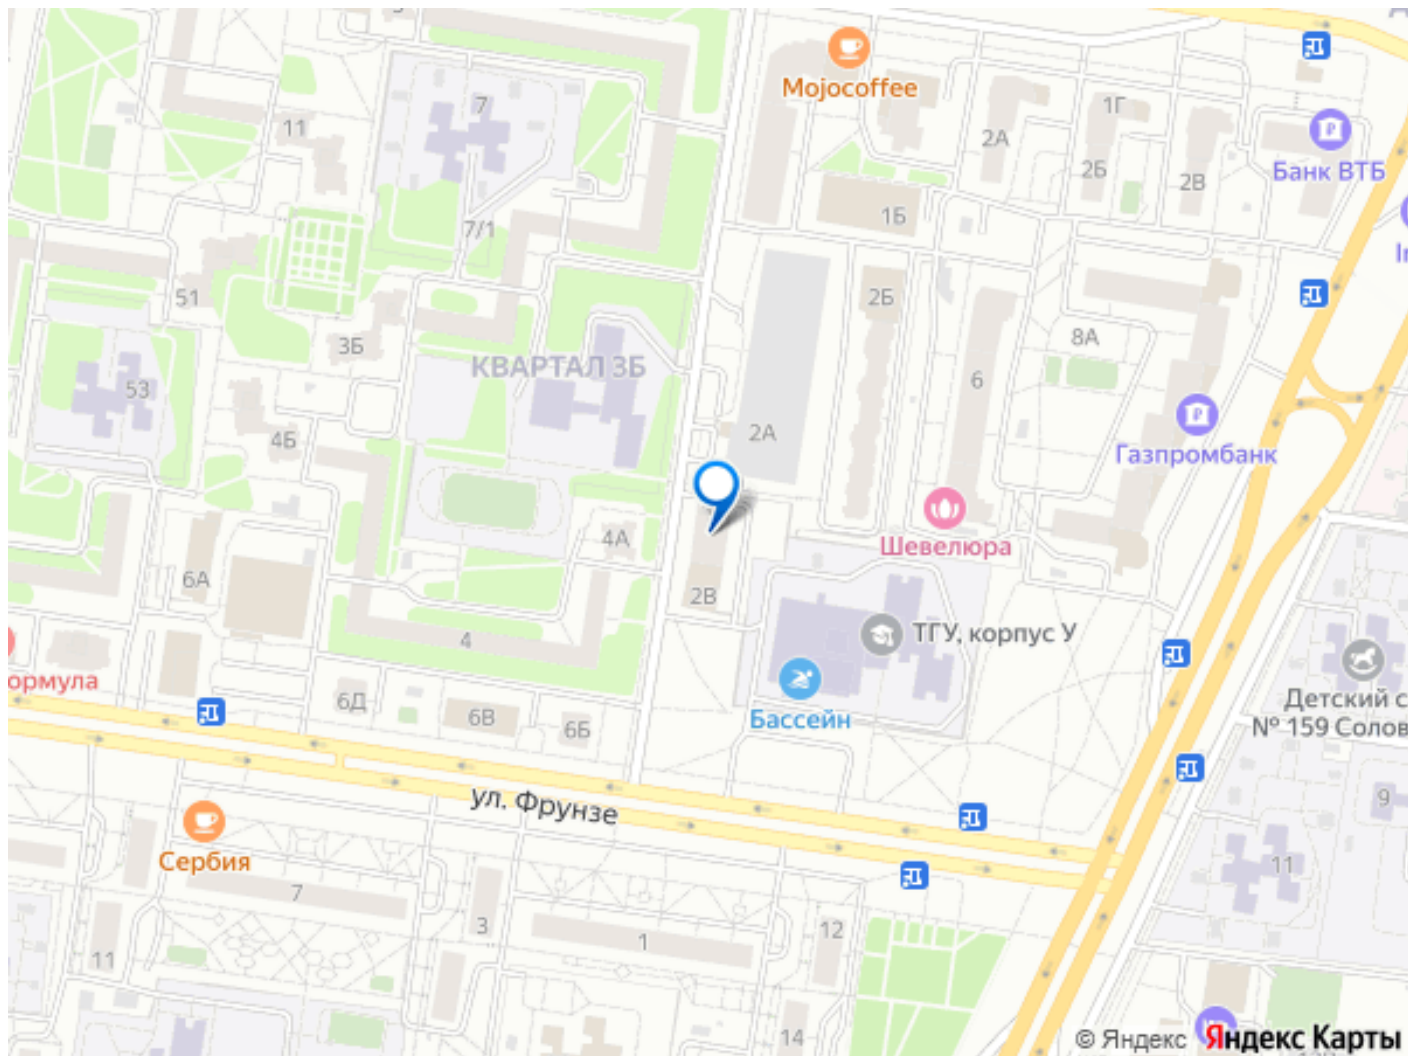 Mojocoffee
7
11
2А
1Г
2Б
2В
Банк ВТБ
1Б
7/1
51
2Б
3Б
8А
КВАРТАЛ 3Б
6
53
4Б
2А
Газпромбанк
4А
Шевелюра
6А
2В
4
ТГУ, корпус У
ормула
6Д
6В
6Б
Бассейн
Детский с
№ 159 Солов
ул. Фрунзе
9
Сербия
7
3
1
12
11
11
14
© Яндекс Яндекс Карты